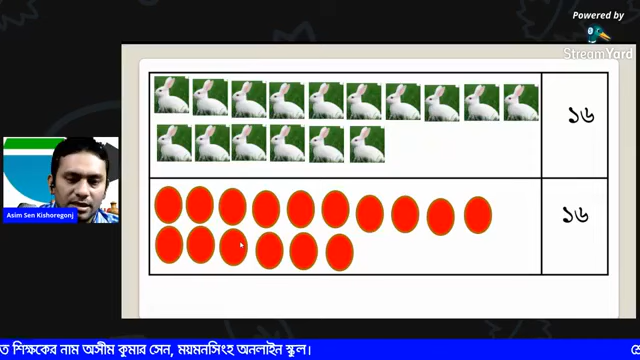 Powered by
StreamYard
১৬
১৬
Asim Sen Kishoregonj
ত শিক্ষকের নাম অসীম কুমার সেন, ময়মনসিংহ অনলাইন স্কুল।